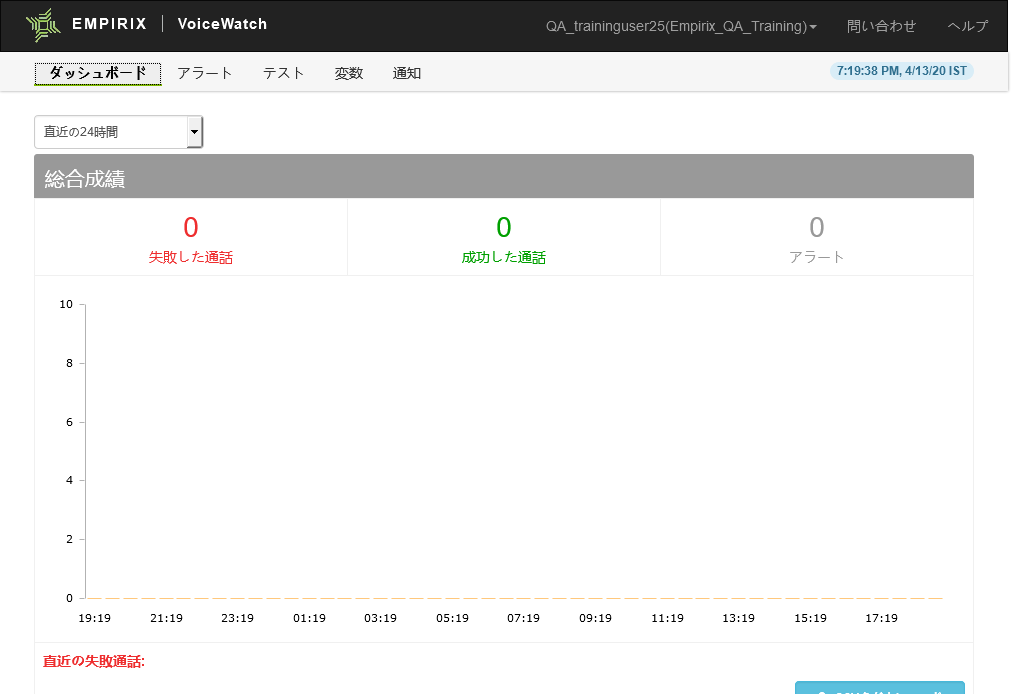 EMPIRIX VoiceWatch QA_traininguser25(Empirix_QA_Training) 問い合わせ ヘルプ
ダッシュボード アラート テスト 変数 通知 7:19:38 PM, 4/13/20 IST
直近の24時間
総合成績
0 0 0
失敗した通話 成功した通話 アラート
10
8
6
4
2
0
19:19 21:19 23:19 01:19 03:19 05:19 07:19 09:19 11:19 13:19 15:19 17:19
直近の失敗通話: